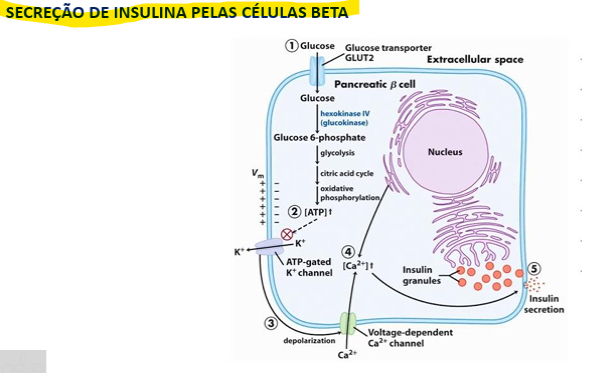 SECREÇÃO DE INSULINA PELAS CÉLULAS BETA
① Glucose
Glucose transporter
GLUT2
Extracellular space
Pancreatic β cell
Glucose
hexokinase IV
(glucokinase)
Glucose 6-phosphate
glycolysis
Nucleus
citric acid cycle
oxidative
phosphorylation
Vm
+ −
+ −
+ −
+ −
+ −
+ −
② [ATP]↑
K⁺
K⁺
ATP-gated
K⁺ channel
④
[Ca²⁺]↑
Insulin
granules
⑤
Insulin
secretion
③
depolarization
Voltage-dependent
Ca²⁺ channel
Ca²⁺